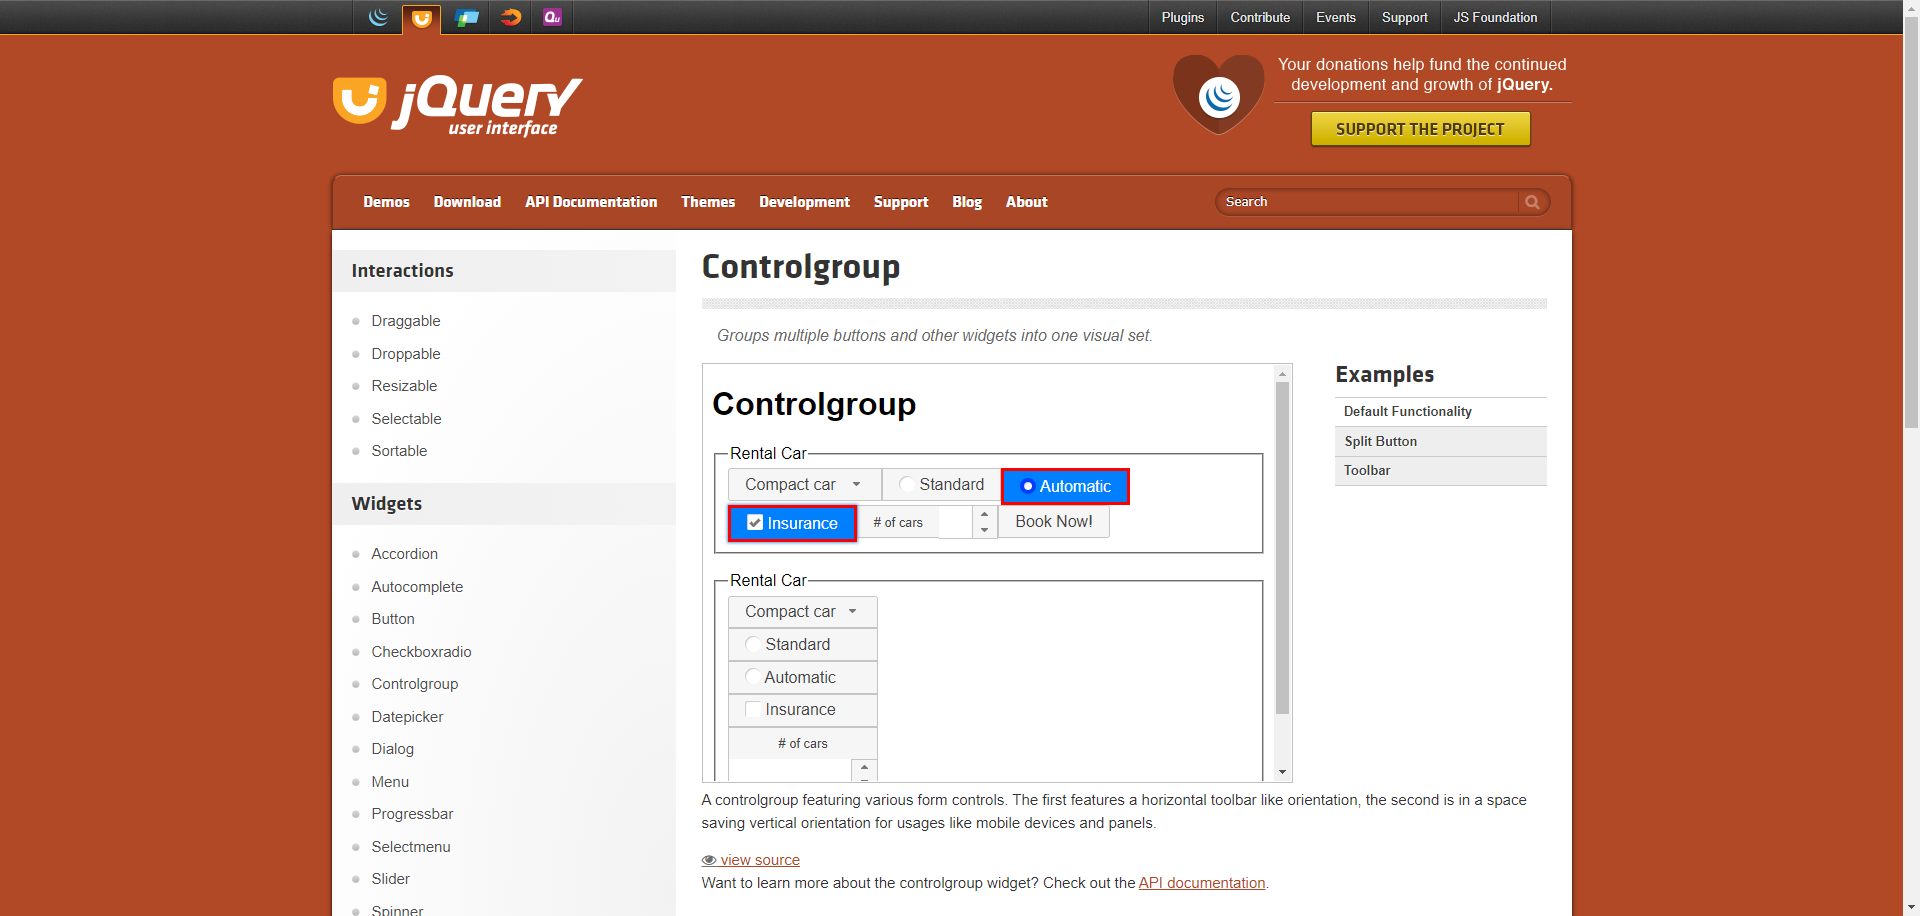 Plugins
Contribute
Events
Support
JS Foundation
jQuery
user interface
Your donations help fund the continued
development and growth of jQuery.
SUPPORT THE PROJECT
Demos
Download
API Documentation
Themes
Development
Support
Blog
About
Search
Interactions
Draggable
Droppable
Resizable
Selectable
Sortable
Widgets
Accordion
Autocomplete
Button
Checkboxradio
Controlgroup
Datepicker
Dialog
Menu
Progressbar
Selectmenu
Slider
Spinner
Controlgroup
Groups multiple buttons and other widgets into one visual set.
Controlgroup
Rental Car
Compact car
Standard
Automatic
Insurance
# of cars
Book Now!
Rental Car
Compact car
Standard
Automatic
Insurance
# of cars
Examples
Default Functionality
Split Button
Toolbar
A controlgroup featuring various form controls. The first features a horizontal toolbar like orientation, the second is in a space
saving vertical orientation for usages like mobile devices and panels.
view source
Want to learn more about the controlgroup widget? Check out the API documentation.